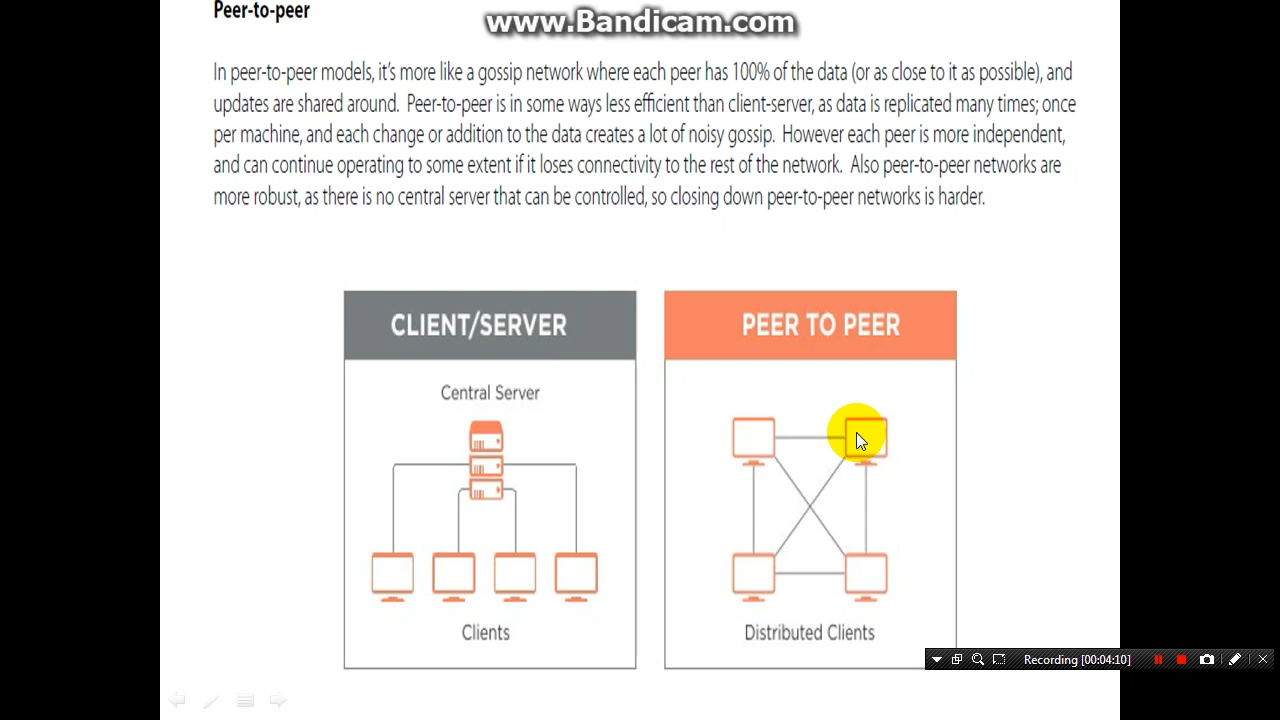 Peer-to-peer
www.Bandicam.com
In peer-to-peer models, it's more like a gossip network where each peer has 100% of the data (or as close to it as possible), and
updates are shared around. Peer-to-peer is in some ways less efficient than client-server, as data is replicated many times; once
per machine, and each change or addition to the data creates a lot of noisy gossip. However each peer is more independent,
and can continue operating to some extent if it loses connectivity to the rest of the network. Also peer-to-peer networks are
more robust, as there is no central server that can be controlled, so closing down peer-to-peer networks is harder.
CLIENT/SERVER
Central Server
Clients
PEER TO PEER
Distributed Clients
Recording [00:04:10]